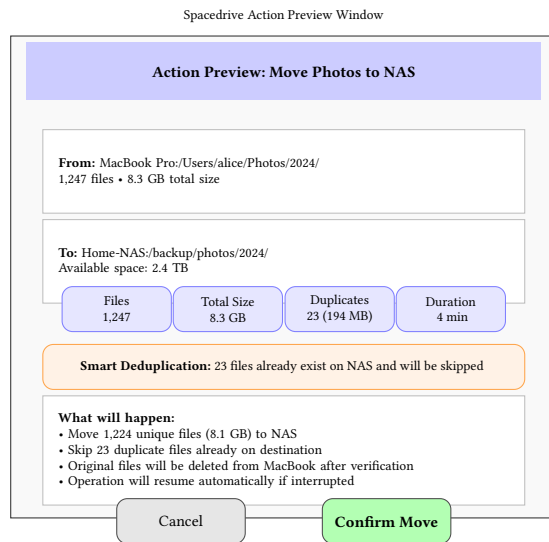 Spacedrive Action Preview Window
Action Preview: Move Photos to NAS
From: MacBook Pro:/Users/alice/Photos/2024/
1,247 files • 8.3 GB total size
To: Home-NAS:/backup/photos/2024/
Available space: 2.4 TB
Files
1,247
Total Size
8.3 GB
Duplicates
23 (194 MB)
Duration
4 min
Smart Deduplication: 23 files already exist on NAS and will be skipped
What will happen:
• Move 1,224 unique files (8.1 GB) to NAS
• Skip 23 duplicate files already on destination
• Original files will be deleted from MacBook after verification
• Operation will resume automatically if interrupted
Cancel
Confirm Move